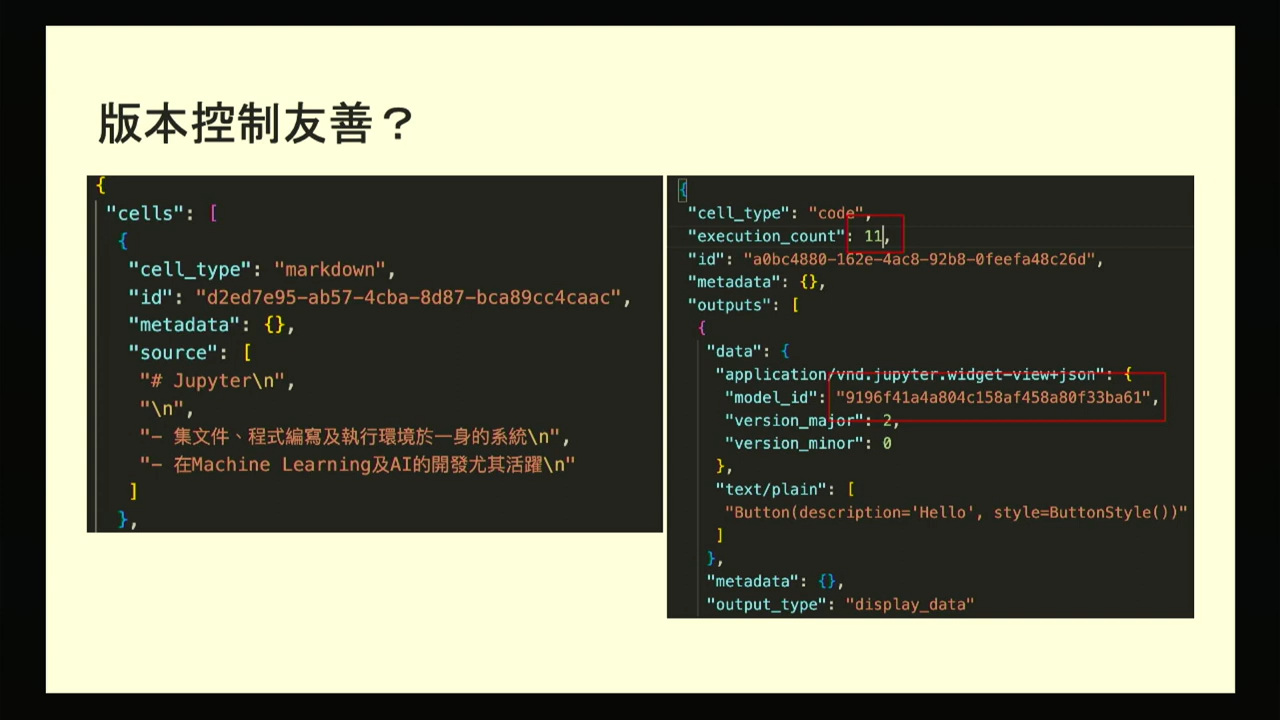 版本控制友善？
{
"cells": [
{
"cell_type": "markdown",
"id": "d2ed7e95-ab57-4cba-8d87-bca89cc4caac",
"metadata": {},
"source": [
"# Jupyter\n",
"\n",
"- 集文件、程式編寫及執行環境於一身的系統\n",
"- 在Machine Learning及AI的開發尤其活躍\n"
]
},
{
"cell_type": "code",
"execution_count": 11,
"id": "a0bc4880-162e-4ac8-92b8-0feefa48c26d",
"metadata": {},
"outputs": [
{
"data": {
"application/vnd.jupyter.widget-view+json": {
"model_id": "9196f41a4a804c158af458a80f33ba61",
"version_major": 2,
"version_minor": 0
},
"text/plain": [
"Button(description='Hello', style=ButtonStyle())"
]
},
"metadata": {},
"output_type": "display_data"